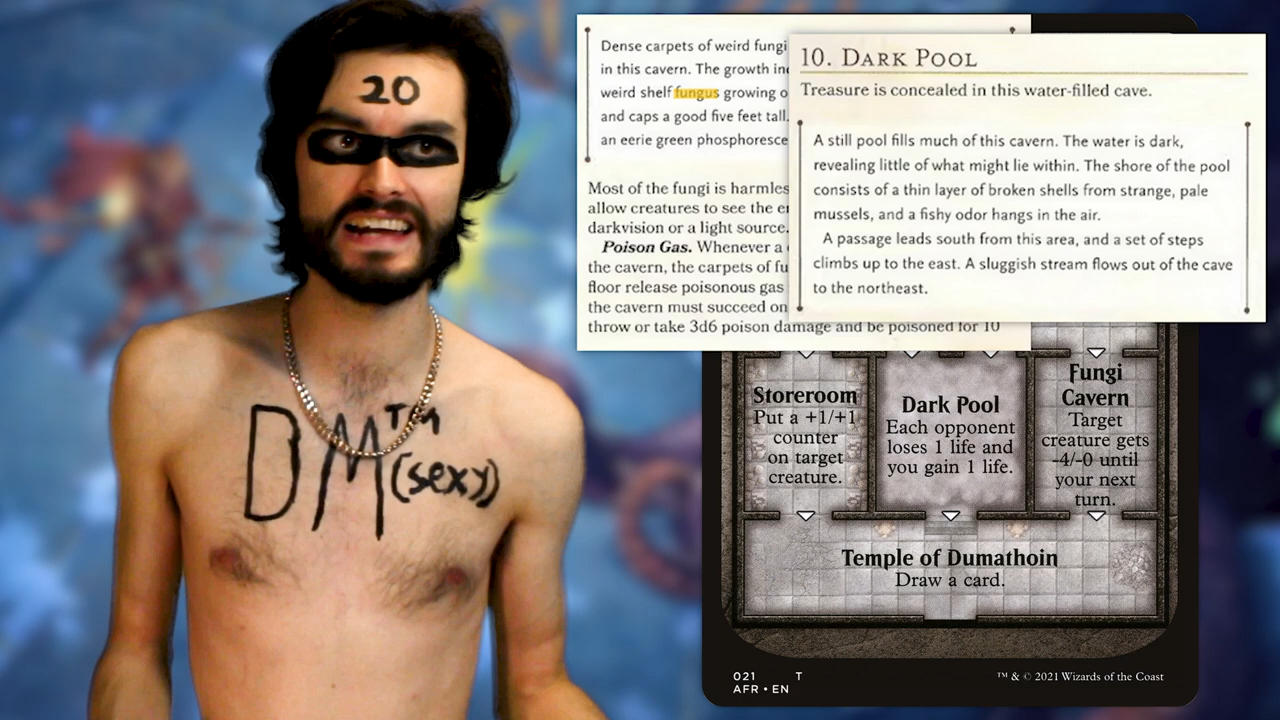 20
DM TM
(sexy)
Dense carpets of weird fungi
in this cavern. The growth
weird shelf fungus growing
and caps a good five feet tall.
an eerie green
Most of the fungi is
allow creatures to see the
darkvision or a light source.
Poison Gas. Whenever a
the cavern, the carpets of
floor release poisonous gas
the cavern must succeed on
throw or take 3d6 poison damage and be poisoned for 10
10. DARK POOL
Treasure is concealed in this water-filled cave.
A still pool fills much of this cavern. The water is dark,
revealing little of what might lie within. The shore of the pool
consists of a thin layer of broken shells from strange, pale
mussels, and a fishy odor hangs in the air.
A passage leads south from this area, and a set of steps
climbs up to the east. A sluggish stream flows out of the cave
to the northeast.
Storeroom
Put a +1/+1
counter
on target
creature.
Dark Pool
Each opponent
loses 1 life and
you gain 1 life.
Fungi
Cavern
Target
creature gets
-4/-0 until
your next
turn.
Temple of Dumathoin
Draw a card.
021 T
AFR • EN
™ & © 2021 Wizards of the Coast